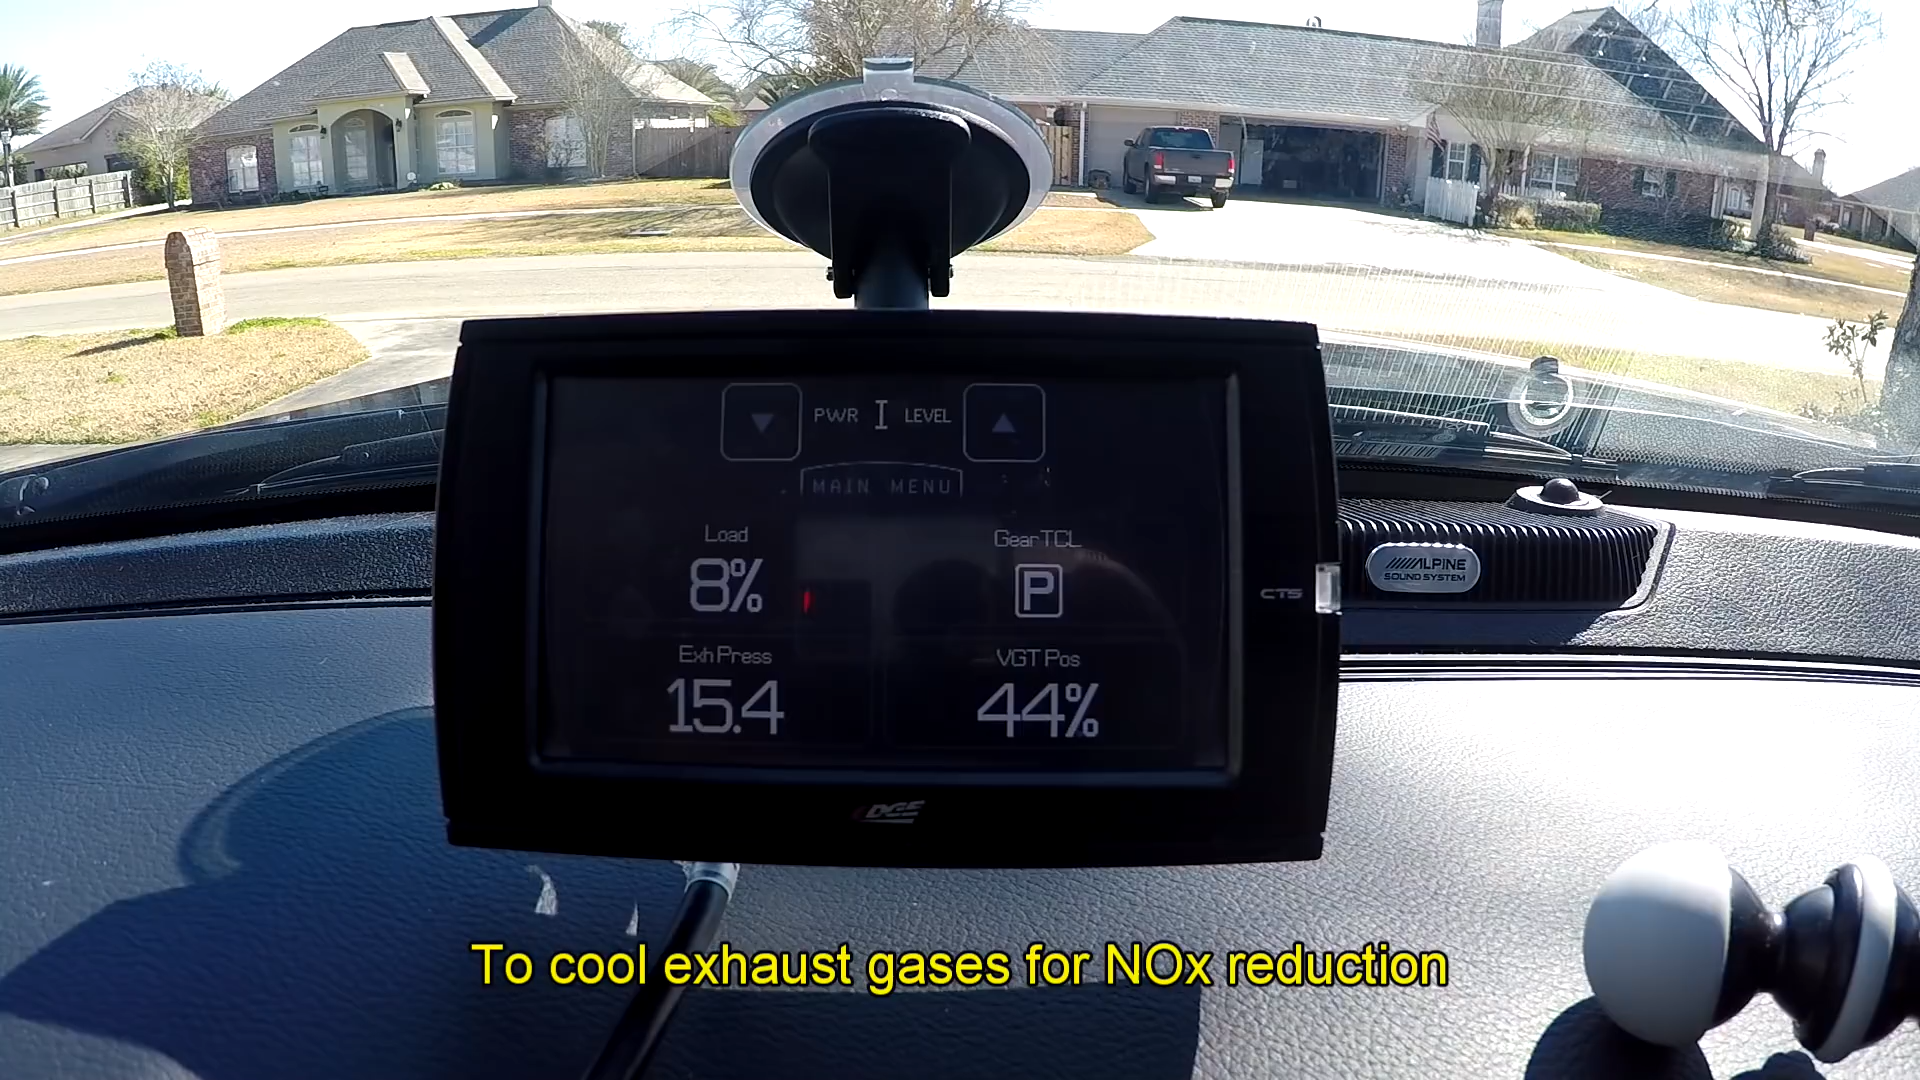 PWR I LEVEL
MAIN MENU
Load
8%
Gear TCL
P
Exh Press
15.4
VGT Pos
44%
CTS
EDGE
ALPINE
SOUND SYSTEM
To cool exhaust gases for NOx reduction